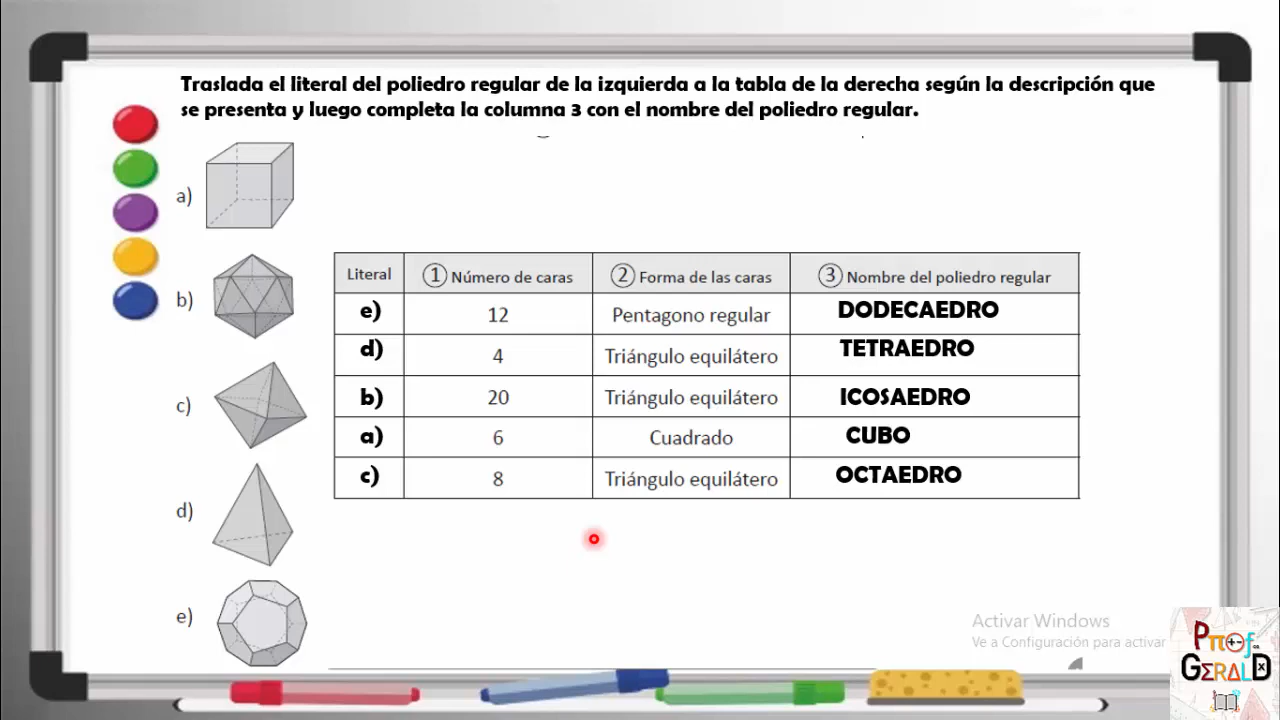 Traslada el literal del poliedro regular de la izquierda a la tabla de la derecha según la descripción que
se presenta y luego completa la columna 3 con el nombre del poliedro regular.
a)
b)
c)
d)
e)
Literal ① Número de caras ② Forma de las caras ③ Nombre del poliedro regular
e) 12 Pentagono regular DODECAEDRO
d) 4 Triángulo equilátero TETRAEDRO
b) 20 Triángulo equilátero ICOSAEDRO
a) 6 Cuadrado CUBO
c) 8 Triángulo equilátero OCTAEDRO
Activar Windows
Ve a Configuración para activar
Pπof
GERALD